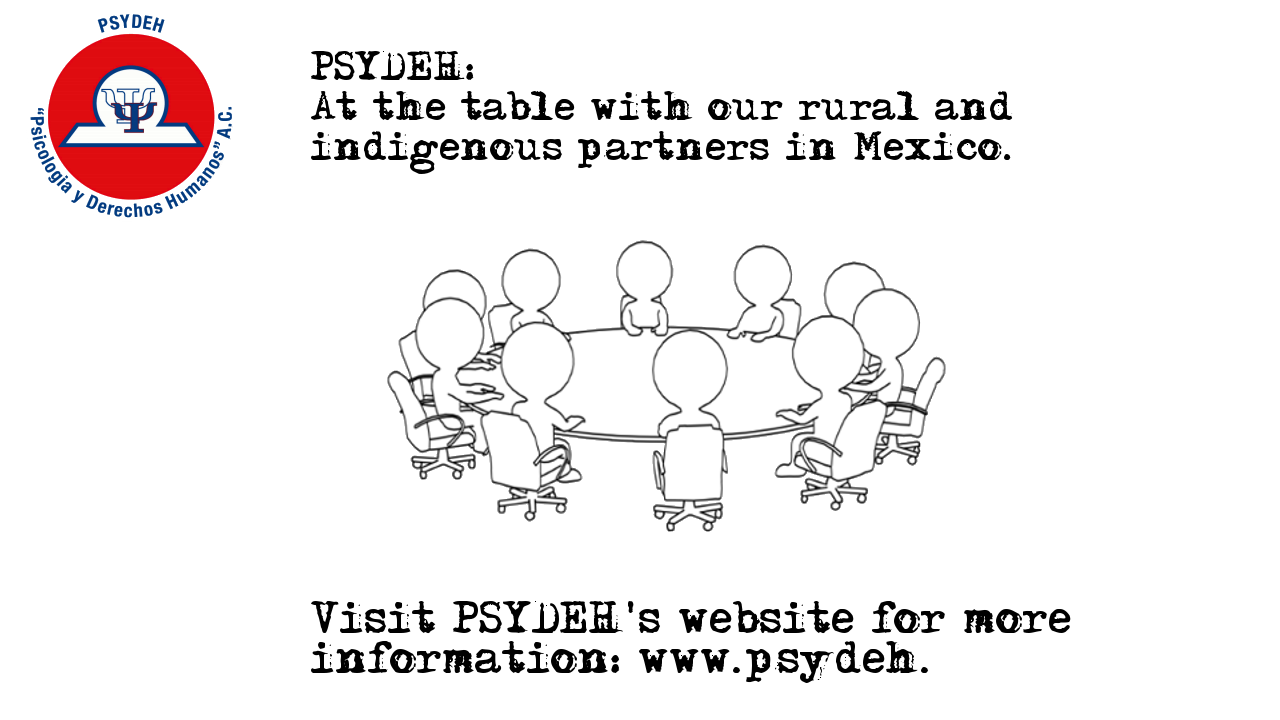 PSYDEH
"Psicología y Derechos Humanos" A.C.
PSYDEH:
At the table with our rural and
indigenous partners in Mexico.
Visit PSYDEH's website for more
information: www.psydeh.